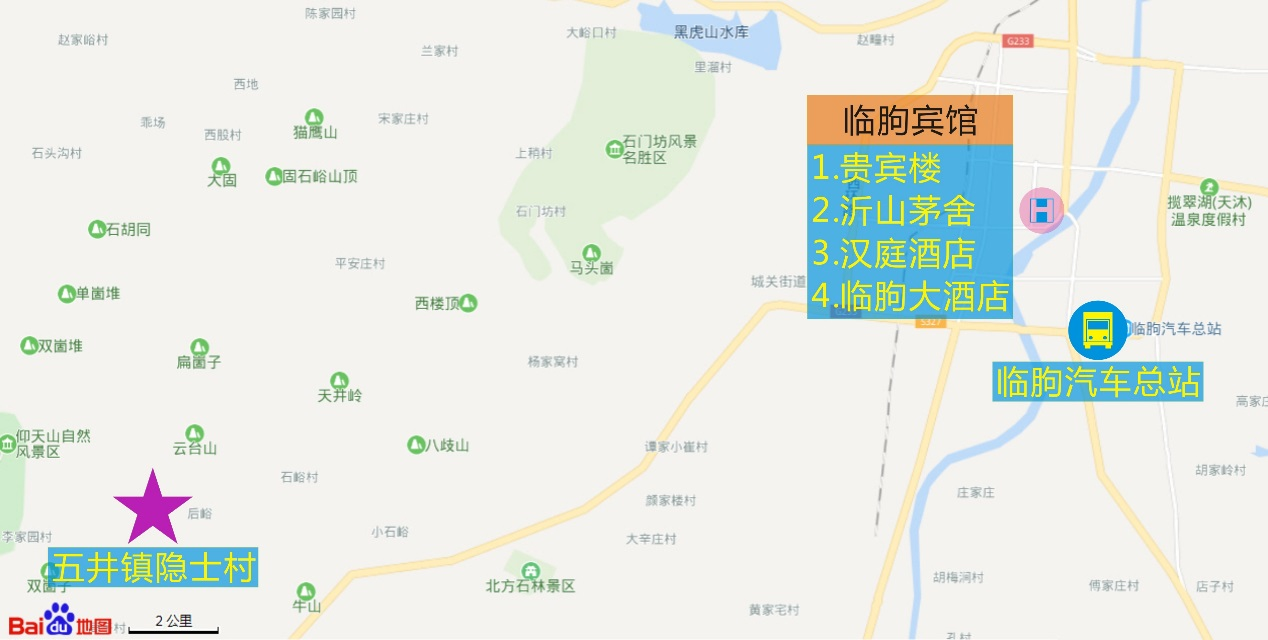 陈家园村
赵家峪村
兰家村
大峪口村
黑虎山水库
赵疃村
G233
里溜村
西地
乖场
猫鹰山
宋家庄村
临朐宾馆
西股村
石头沟村
上稍村
石门坊风景
名胜区
1.贵宾楼
大固
固石峪山顶
2.沂山茅舍
揽翠湖(天沐)
温泉度假村
石门坊村
石胡同
平安庄村
马头崮
3.汉庭酒店
城关街道
单崮堆
西楼顶
4.临朐大酒店
S327
临朐汽车总站
双崮堆
扁崮子
杨家窝村
临朐汽车总站
天井岭
高家庄
仰天山自然
风景区
云台山
八歧山
谭家小崔村
胡家岭村
石峪村
庄家庄
颜家楼村
后峪
李家园村
小石峪
大辛庄村
五井镇隐士村
双崮子
北方石林景区
胡梅涧村
傅家庄村
店子村
牛山
黄家宅村
Baidu地图
村
2公里
孔村